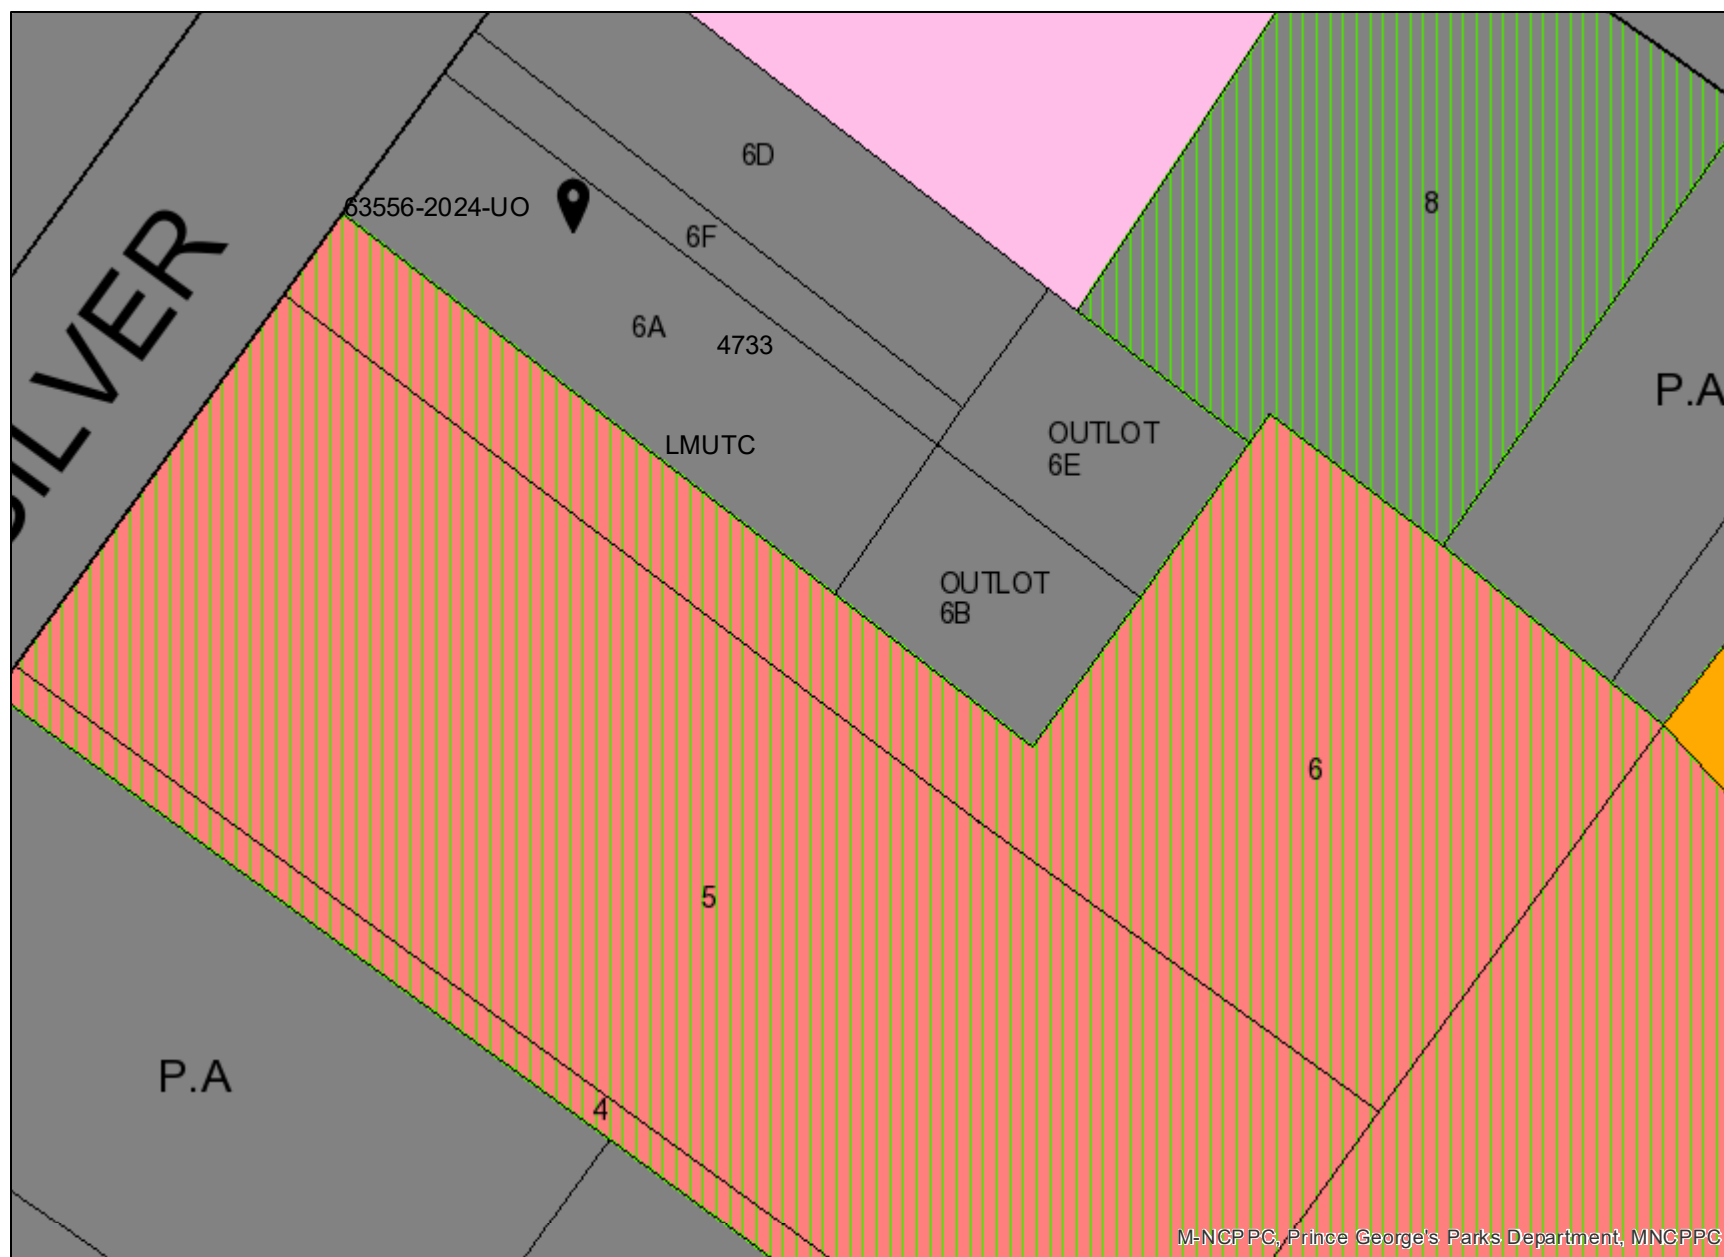 6D
8
63556-2024-UO
6F
SILVER
6A
4733
P.A
OUTLOT
6E
LMUTC
OUTLOT
6B
6
5
P.A
4
M-NCPPC, Prince George's Parks Department, MNCPPC